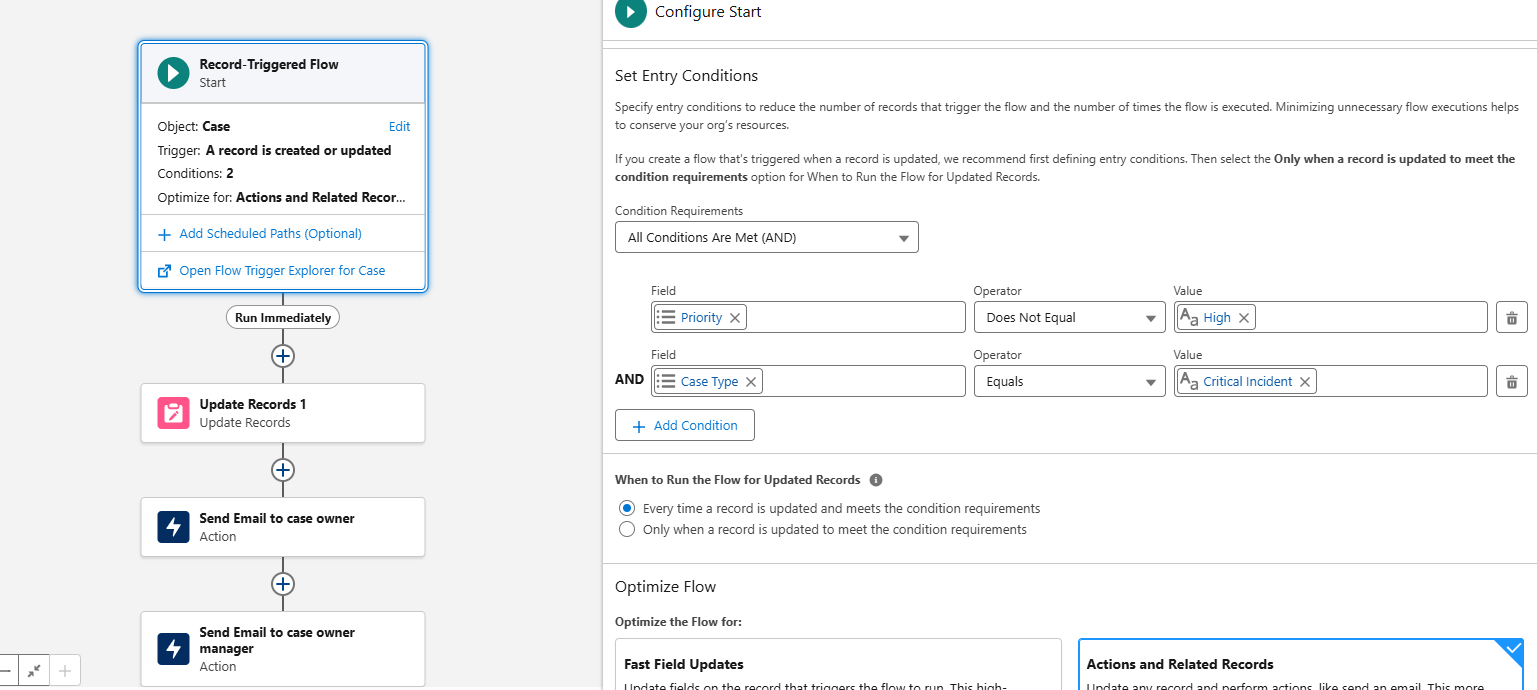 Record-Triggered Flow
Start
Object: Case
Edit
Trigger: A record is created or updated
Conditions: 2
Optimize for: Actions and Related Recor...
Add Scheduled Paths (Optional)
Open Flow Trigger Explorer for Case
Run Immediately
Update Records 1
Update Records
Send Email to case owner
Action
Send Email to case owner
manager
Action
Configure Start
Set Entry Conditions
Specify entry conditions to reduce the number of records that trigger the flow and the number of times the flow is executed. Minimizing unnecessary flow executions helps
to conserve your org's resources.
If you create a flow that's triggered when a record is updated, we recommend first defining entry conditions. Then select the Only when a record is updated to meet the
condition requirements option for When to Run the Flow for Updated Records.
Condition Requirements
All Conditions Are Met (AND)
Field
Operator
Value
Priority
Does Not Equal
Aa High
Field
Operator
Value
AND
Case Type
Equals
Aa Critical Incident
Add Condition
When to Run the Flow for Updated Records
Every time a record is updated and meets the condition requirements
Only when a record is updated to meet the condition requirements
Optimize Flow
Optimize the Flow for:
Fast Field Updates
Update fields on the record that triggers the flow to run. This high-
Actions and Related Records
Update any record and perform actions, like send an email. This more